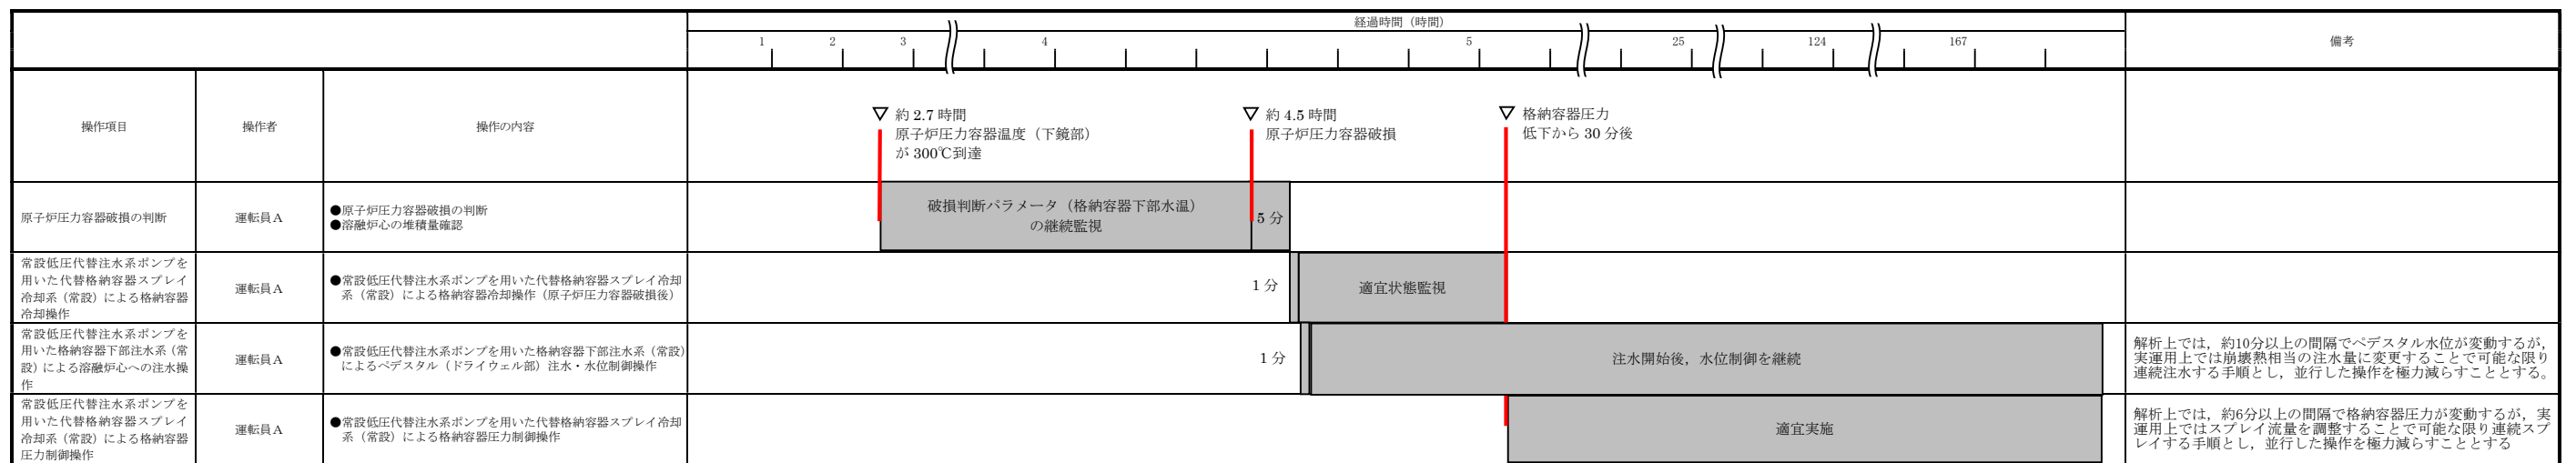 経過時間（時間）
備考
1 2 3 4 5 25 124 167
操作項目
操作者
操作の内容
約 2.7 時間
原子炉圧力容器温度（下鏡部）
が 300℃到達
約 4.5 時間
原子炉圧力容器破損
格納容器圧力
低下から 30 分後
原子炉圧力容器破損の判断
運転員Ａ
●原子炉圧力容器破損の判断
●溶融炉心の堆積量確認
破損判断パラメータ（格納容器下部水温）
の継続監視
5 分
常設低圧代替注水系ポンプを
用いた代替格納容器スプレイ
冷却系（常設）による格納容器
冷却操作
運転員Ａ
●常設低圧代替注水系ポンプを用いた代替格納容器スプレイ冷却
系（常設）による格納容器冷却操作（原子炉圧力容器破損後）
1 分
適宜状態監視
常設低圧代替注水系ポンプを
用いた格納容器下部注水系（常
設）による溶融炉心への注水操
作
運転員Ａ
●常設低圧代替注水系ポンプを用いた格納容器下部注水系（常設）
によるペデスタル（ドライウェル部）注水・水位制御操作
1 分
注水開始後，水位制御を継続
解析上では，約10分以上の間隔でペデスタル水位が変動するが，
実運用上では崩壊熱相当の注水量に変更することで可能な限り
連続注水する手順とし，並行した操作を極力減らすこととする。
常設低圧代替注水系ポンプを
用いた代替格納容器スプレイ
冷却系（常設）による格納容器
圧力制御操作
運転員Ａ
●常設低圧代替注水系ポンプを用いた代替格納容器スプレイ冷却
系（常設）による格納容器圧力制御操作
適宜実施
解析上では，約6分以上の間隔で格納容器圧力が変動するが，実
運用上ではスプレイ流量を調整することで可能な限り連続スプ
レイする手順とし，並行した操作を極力減らすこととする